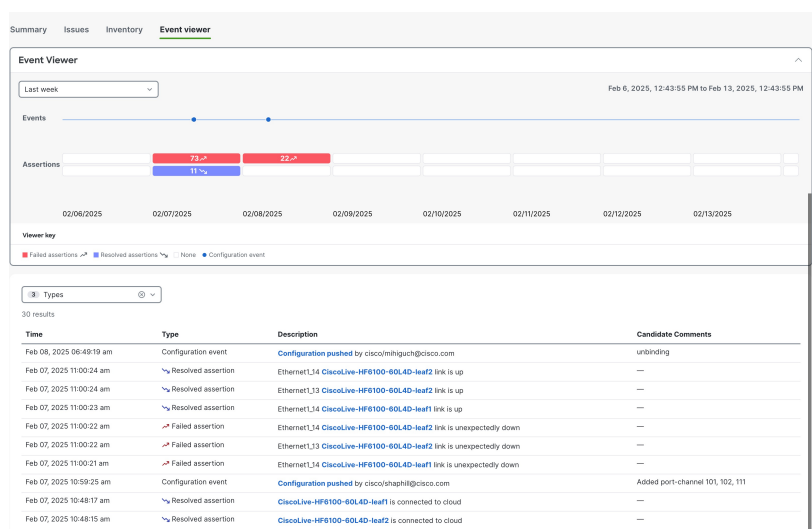 Summary Issues Inventory Event viewer
Event Viewer
Last week
Feb 6, 2025, 12:43:55 PM to Feb 13, 2025, 12:43:55 PM
Events
73 22
Assertions
11
02/06/2025 02/07/2025 02/08/2025 02/09/2025 02/10/2025 02/11/2025 02/12/2025 02/13/2025
Viewer key
Failed assertions Resolved assertions None Configuration event
3 Types
30 results
Time Type Description Candidate Comments
Feb 08, 2025 06:49:19 am Configuration event Configuration pushed by cisco/mihiguch@cisco.com unbinding
Feb 07, 2025 11:00:24 am Resolved assertion Ethernet1_14 CiscoLive-HF6100-60L4D-leaf2 link is up —
Feb 07, 2025 11:00:24 am Resolved assertion Ethernet1_13 CiscoLive-HF6100-60L4D-leaf2 link is up —
Feb 07, 2025 11:00:23 am Resolved assertion Ethernet1_14 CiscoLive-HF6100-60L4D-leaf1 link is up —
Feb 07, 2025 11:00:22 am Failed assertion Ethernet1_14 CiscoLive-HF6100-60L4D-leaf2 link is unexpectedly down —
Feb 07, 2025 11:00:22 am Failed assertion Ethernet1_13 CiscoLive-HF6100-60L4D-leaf2 link is unexpectedly down —
Feb 07, 2025 11:00:21 am Failed assertion Ethernet1_14 CiscoLive-HF6100-60L4D-leaf1 link is unexpectedly down —
Feb 07, 2025 10:59:25 am Configuration event Configuration pushed by cisco/shaphill@cisco.com Added port-channel 101, 102, 111
Feb 07, 2025 10:48:17 am Resolved assertion CiscoLive-HF6100-60L4D-leaf1 is connected to cloud —
Feb 07, 2025 10:48:15 am Resolved assertion CiscoLive-HF6100-60L4D-leaf2 is connected to cloud —